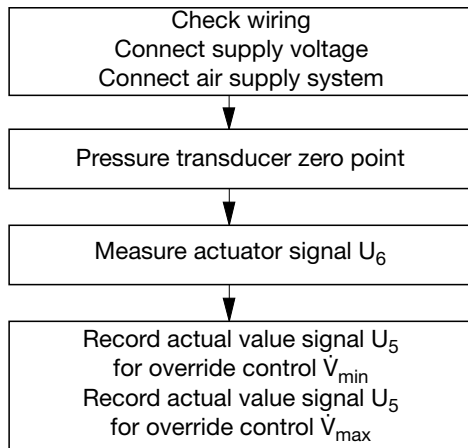 Check wiring
Connect supply voltage
Connect air supply system
Pressure transducer zero point
Measure actuator signal U₆
Record actual value signal U₅
for override control V̇min
Record actual value signal U₅
for override control V̇max